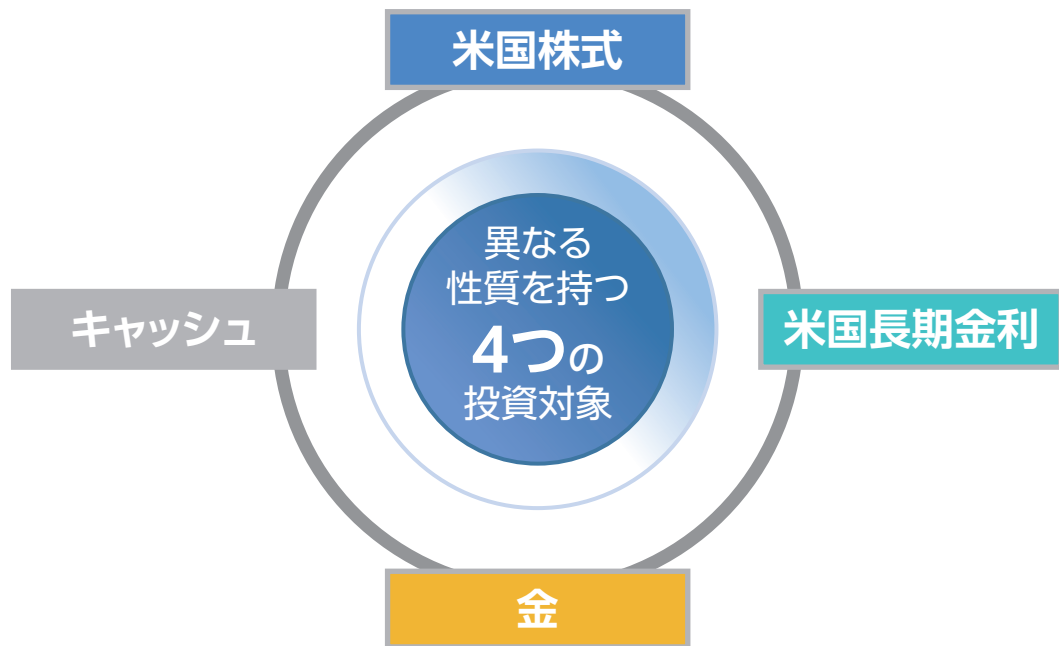 米国株式
異なる
性質を持つ
4つの
投資対象
キャッシュ
米国長期金利
金